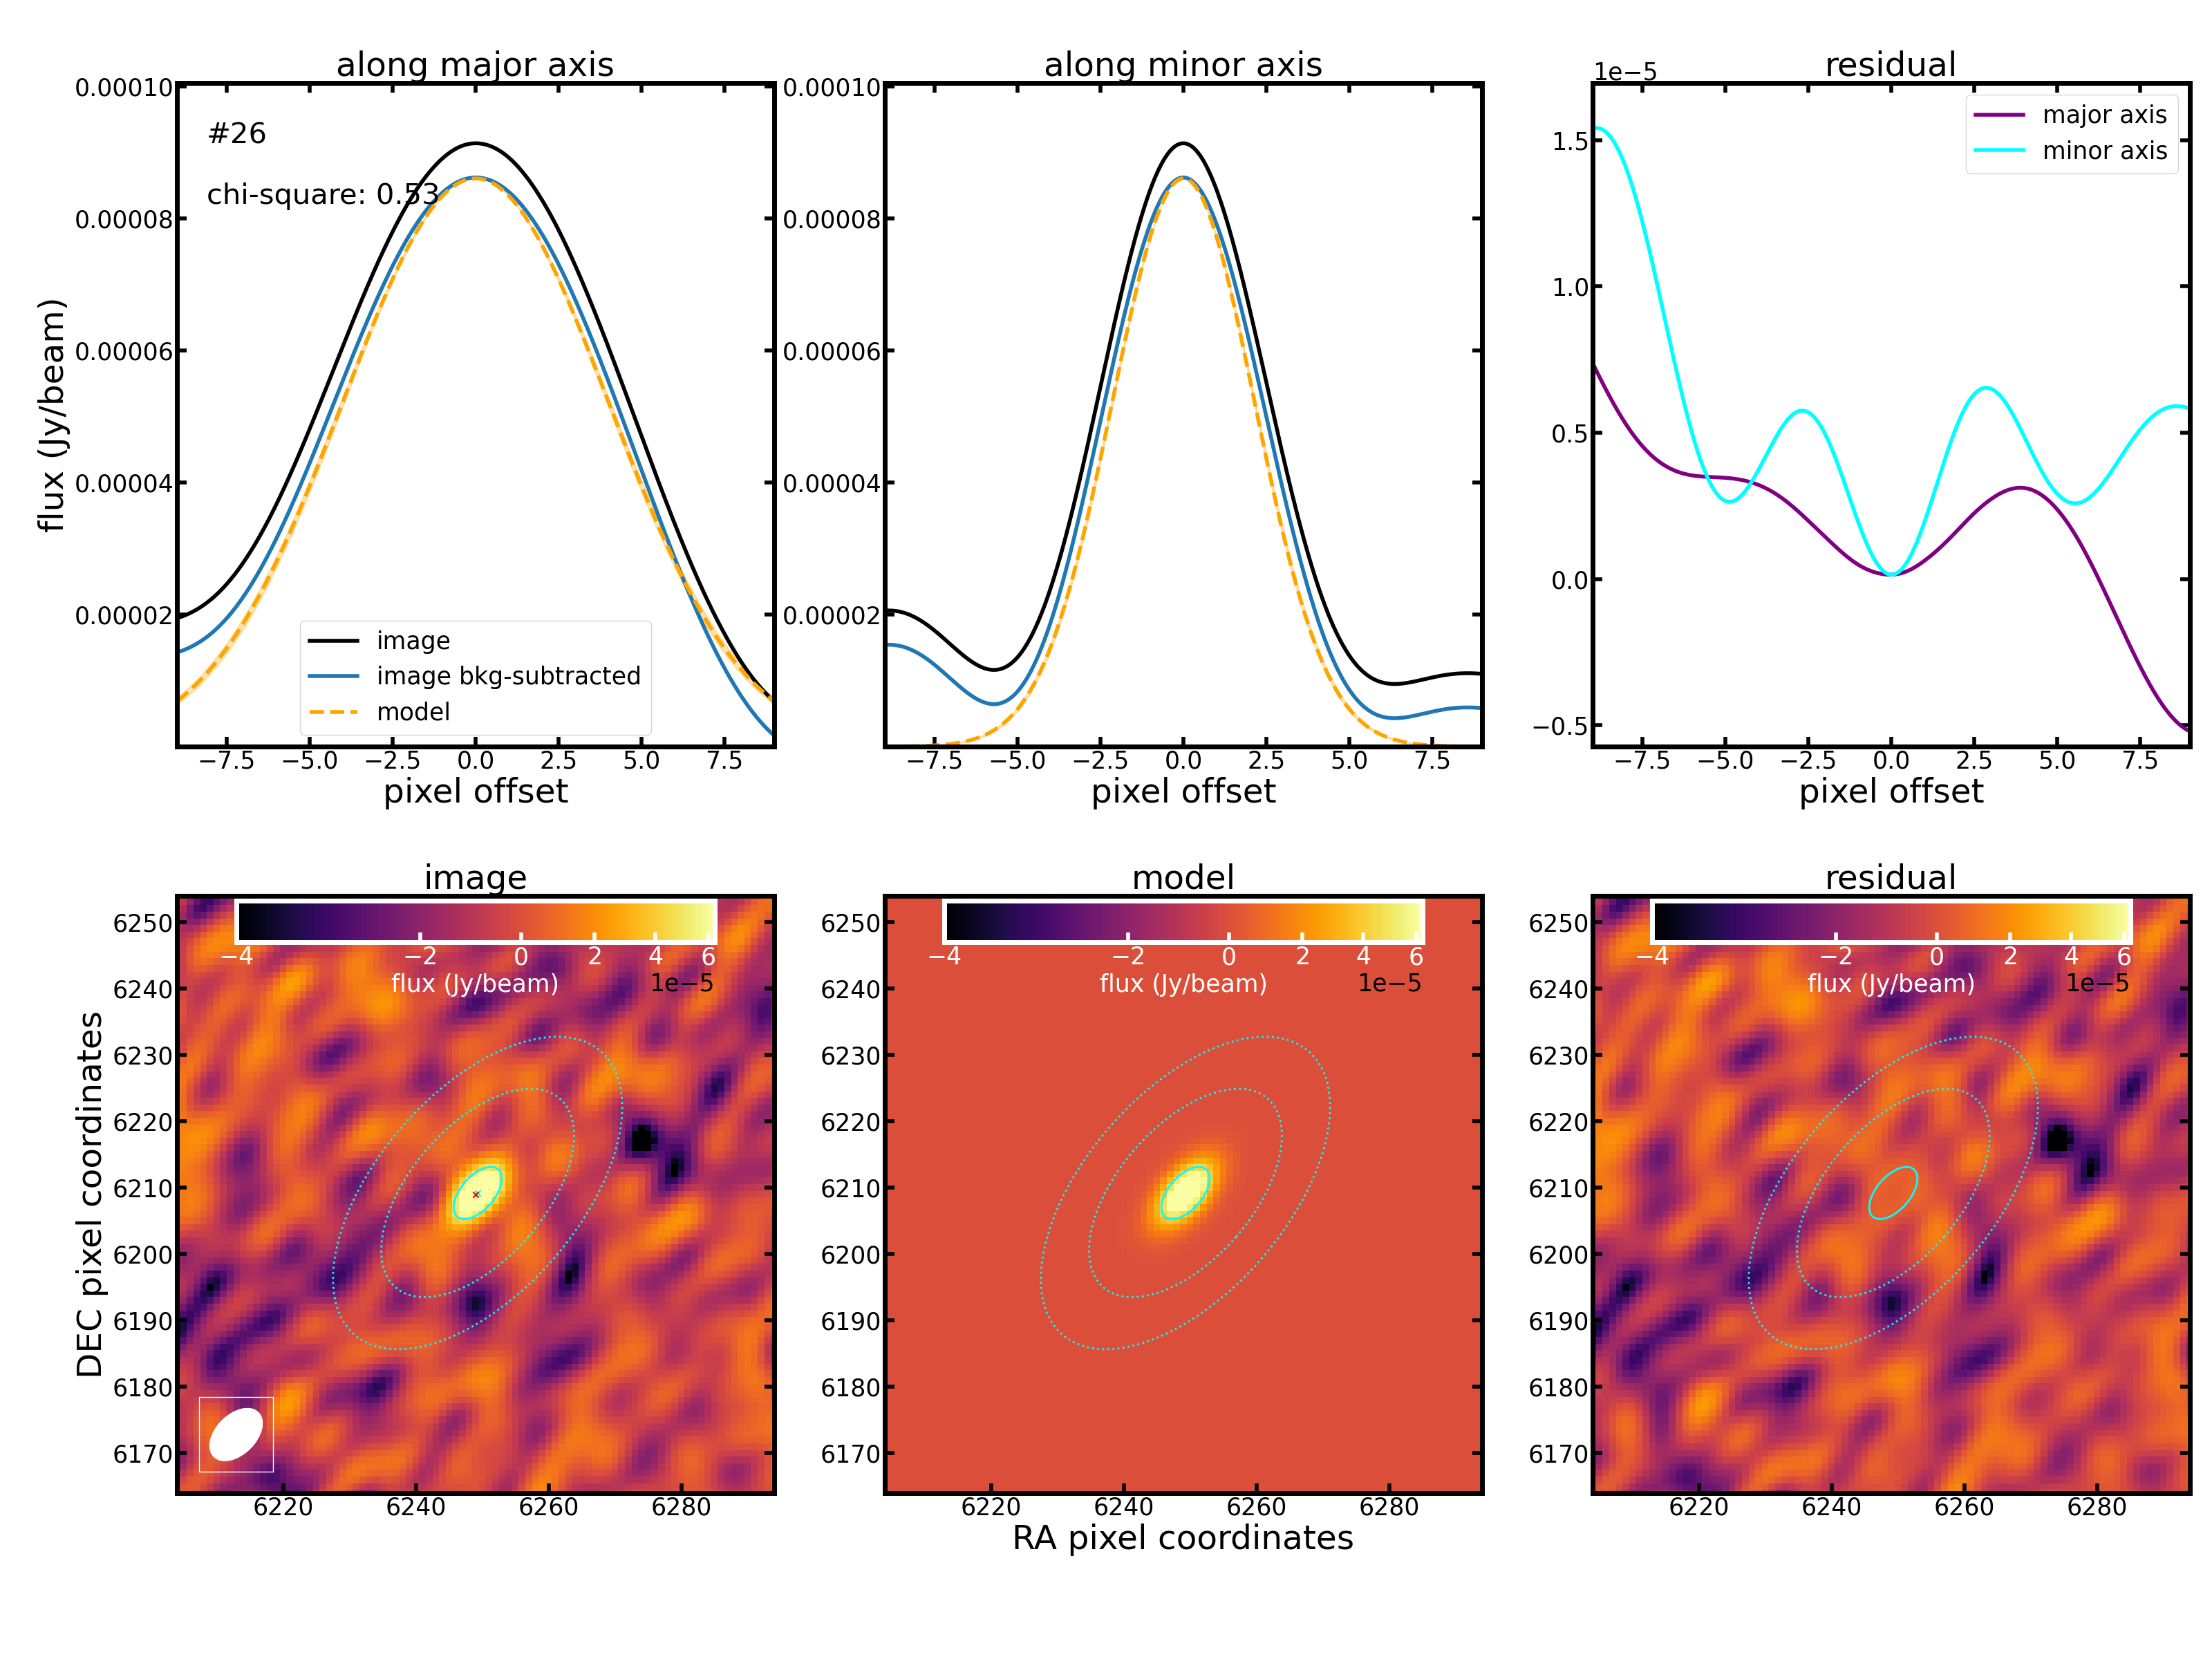 along major axis
along minor axis
residual
#26
chi-square: 0.53
flux (Jy/beam)
0.00010
0.00008
0.00006
0.00004
0.00002
image
image bkg-subtracted
model
−7.5 −5.0 −2.5 0.0 2.5 5.0 7.5
pixel offset
0.00010
0.00008
0.00006
0.00004
0.00002
−7.5 −5.0 −2.5 0.0 2.5 5.0 7.5
pixel offset
1e−5
major axis
minor axis
1.5
1.0
0.5
0.0
−0.5
−7.5 −5.0 −2.5 0.0 2.5 5.0 7.5
pixel offset
image
−4 −2 0 2 4 6
flux (Jy/beam)
1e−5
DEC pixel coordinates
6250
6240
6230
6220
6210
6200
6190
6180
6170
6220 6240 6260 6280
model
−4 −2 0 2 4 6
flux (Jy/beam)
1e−5
6250
6240
6230
6220
6210
6200
6190
6180
6170
6220 6240 6260 6280
RA pixel coordinates
residual
−4 −2 0 2 4 6
flux (Jy/beam)
1e−5
6250
6240
6230
6220
6210
6200
6190
6180
6170
6220 6240 6260 6280